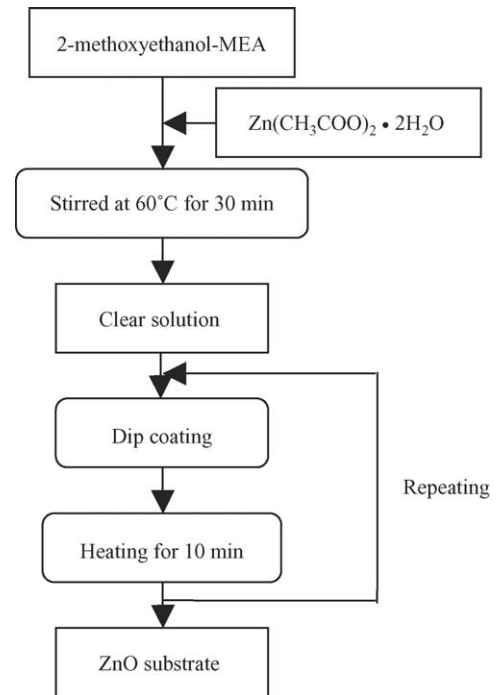 2-methoxyethanol-MEA
Zn(CH₃COO)₂ • 2H₂O
Stirred at 60˚C for 30 min
Clear solution
Dip coating
Repeating
Heating for 10 min
ZnO substrate